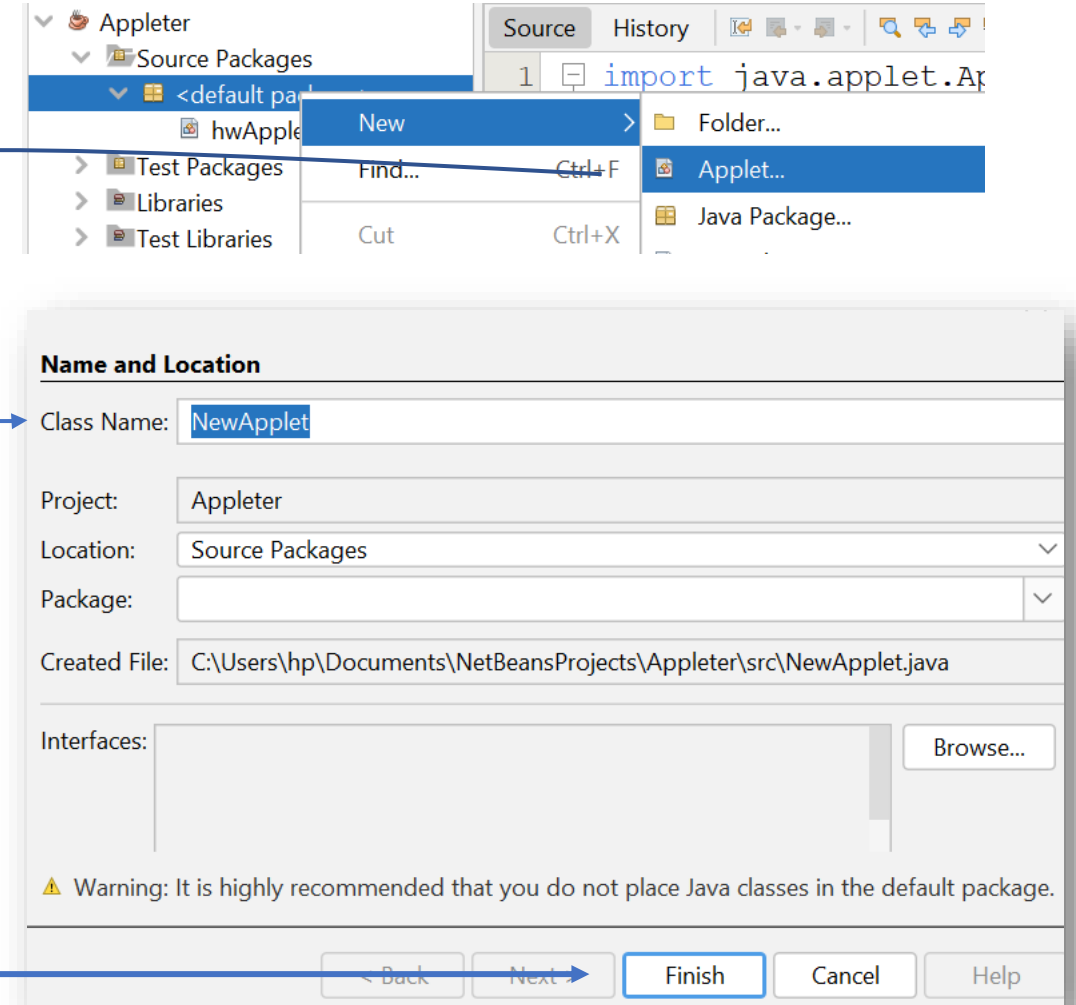 Appleter
Source Packages
<default pa
hwApple
Test Packages
Libraries
Test Libraries
Source History
1 import java.applet.Ap
New
Find... Ctrl+F
Cut Ctrl+X
Folder...
Applet...
Java Package...
Name and Location
Class Name: NewApplet
Project: Appleter
Location: Source Packages
Package:
Created File: C:\Users\hp\Documents\NetBeansProjects\Appleter\src\NewApplet.java
Interfaces: Browse...
Warning: It is highly recommended that you do not place Java classes in the default package.
< Back Next > Finish Cancel Help